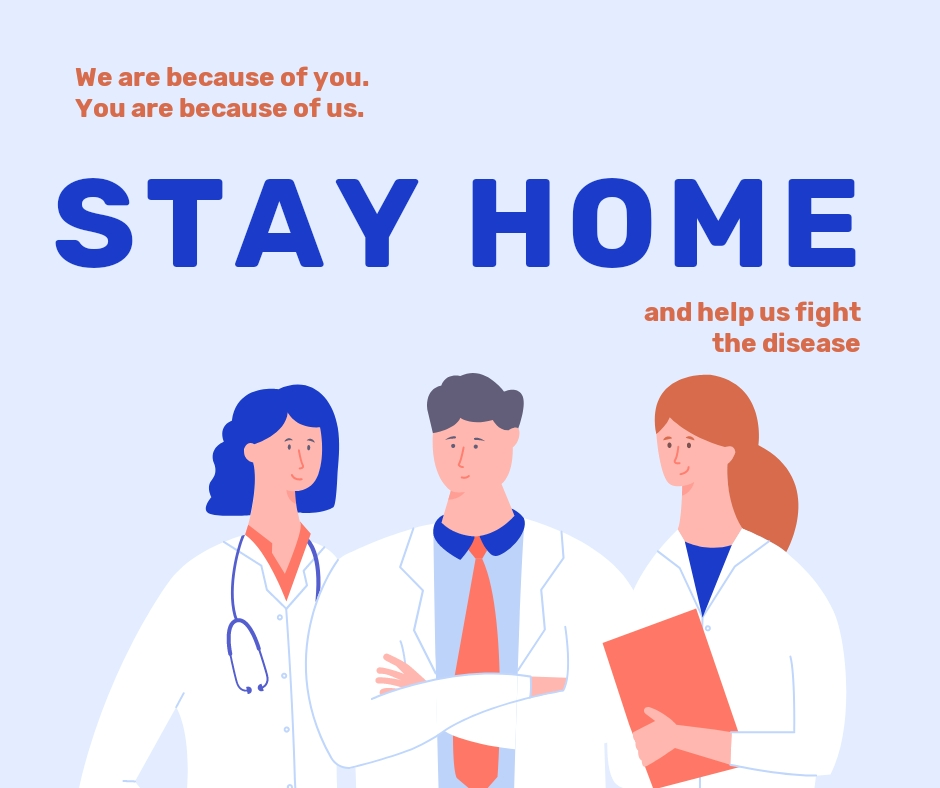 We are because of you.
You are because of us.
STAY HOME
and help us fight
the disease